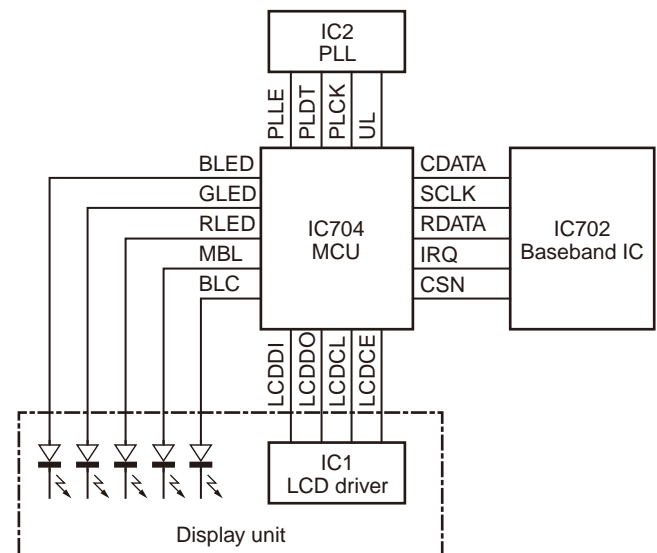 IC2
PLL
PLLE
PLDT
PLCK
UL
BLED
GLED
RLED
MBL
BLC
IC704
MCU
CDATA
SCLK
RDATA
IRQ
CSN
IC702
Baseband IC
LCDDI
LCDDO
LCDCL
LCDCE
IC1
LCD driver
Display unit